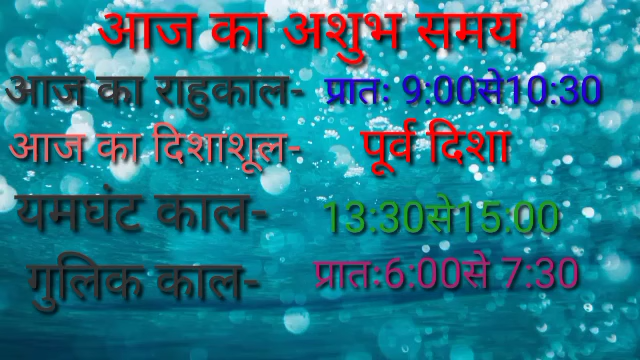 आज का अशुभ समय
आज का राहुकाल- प्रातः 9:00से10:30
आज का दिशाशूल- पूर्व दिशा
यमघंट काल- 13:30से15:00
गुलिक काल- प्रातः6:00से 7:30